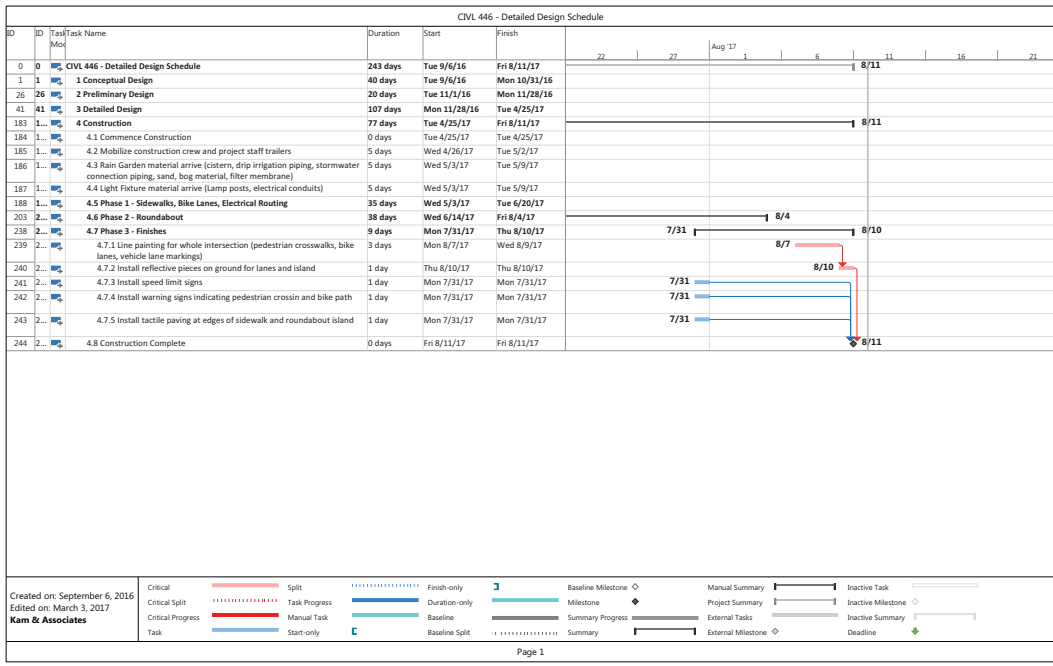 CIVL 446 - Detailed Design Schedule
ID ID Task Task Name Duration Start Finish
Moc
Aug '17
22 27 1 6 11 16 21
0 0 CIVL 446 - Detailed Design Schedule 243 days Tue 9/6/16 Fri 8/11/17 8/11
1 1 1 Conceptual Design 40 days Tue 9/6/16 Mon 10/31/16
26 26 2 Preliminary Design 20 days Tue 11/1/16 Mon 11/28/16
41 41 3 Detailed Design 107 days Mon 11/28/16 Tue 4/25/17
183 1... 4 Construction 77 days Tue 4/25/17 Fri 8/11/17 8/11
184 1... 4.1 Commence Construction 0 days Tue 4/25/17 Tue 4/25/17
185 1... 4.2 Mobilize construction crew and project staff trailers 5 days Wed 4/26/17 Tue 5/2/17
186 1... 4.3 Rain Garden material arrive (cistern, drip irrigation piping, stormwater 5 days Wed 5/3/17 Tue 5/9/17
connection piping, sand, bog material, filter membrane)
187 1... 4.4 Light Fixture material arrive (Lamp posts, electrical conduits) 5 days Wed 5/3/17 Tue 5/9/17
188 1... 4.5 Phase 1 - Sidewalks, Bike Lanes, Electrical Routing 35 days Wed 5/3/17 Tue 6/20/17
203 2... 4.6 Phase 2 - Roundabout 38 days Wed 6/14/17 Fri 8/4/17 8/4
238 2... 4.7 Phase 3 - Finishes 9 days Mon 7/31/17 Thu 8/10/17 7/31 8/10
239 2... 4.7.1 Line painting for whole intersection (pedestrian crosswalks, bike 3 days Mon 8/7/17 Wed 8/9/17 8/7
lanes, vehicle lane markings)
240 2... 4.7.2 Install reflective pieces on ground for lanes and island 1 day Thu 8/10/17 Thu 8/10/17 8/10
241 2... 4.7.3 Install speed limit signs 1 day Mon 7/31/17 Mon 7/31/17 7/31
242 2... 4.7.4 Install warning signs indicating pedestrian crossin and bike path 1 day Mon 7/31/17 Mon 7/31/17 7/31
243 2... 4.7.5 Install tactile paving at edges of sidewalk and roundabout island 1 day Mon 7/31/17 Mon 7/31/17 7/31
244 2... 4.8 Construction Complete 0 days Fri 8/11/17 Fri 8/11/17 8/11
Created on: September 6, 2016
Edited on: March 3, 2017
Kam & Associates
Critical Split Finish-only Baseline Milestone Manual Summary Inactive Task
Critical Split Task Progress Duration-only Milestone Project Summary Inactive Milestone
Critical Progress Manual Task Baseline Summary Progress External Tasks Inactive Summary
Task Start-only Baseline Split Summary External Milestone Deadline
Page 1